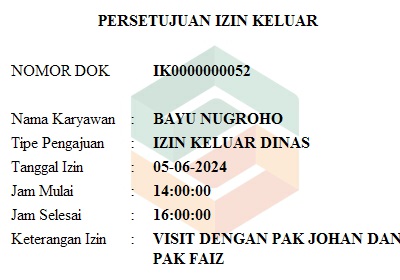 PERSETUJUAN IZIN KELUAR
NOMOR DOK IK0000000052
Nama Karyawan : BAYU NUGROHO
Tipe Pengajuan : IZIN KELUAR DINAS
Tanggal Izin : 05-06-2024
Jam Mulai : 14:00:00
Jam Selesai : 16:00:00
Keterangan Izin : VISIT DENGAN PAK JOHAN DAN
PAK FAIZ